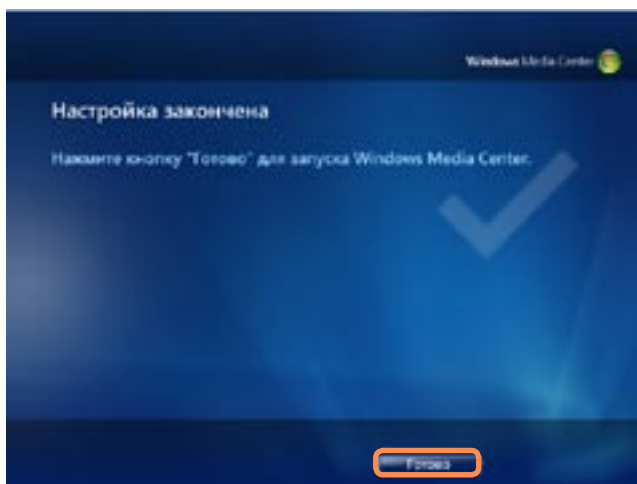 Windows Media Center
Настройка закончена
Нажмите кнопку "Готово" для запуска Windows Media Center.
Готово